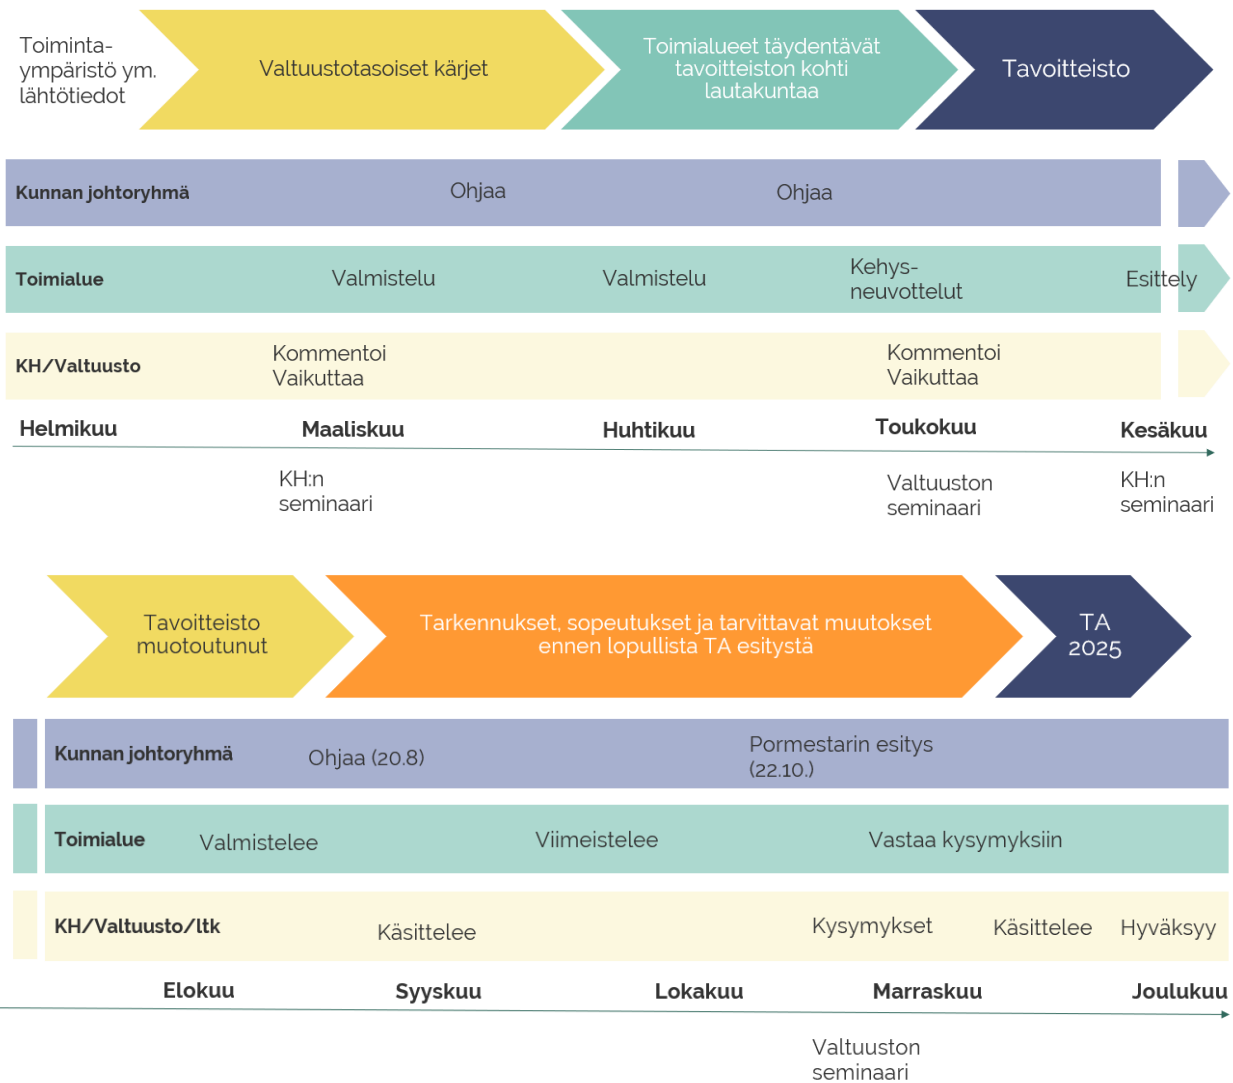 Toiminta-
ympäristö ym.
lähtötiedot
Valtuustotasoiset kärjet
Toimialueet täydentävät
tavoitteiston kohti
lautakuntaa
Tavoitteisto
Kunnan johtoryhmä
Ohjaa
Ohjaa
Toimialue
Valmistelu
Valmistelu
Kehys-
neuvottelut
Esittely
KH/Valtuusto
Kommentoi
Vaikuttaa
Kommentoi
Vaikuttaa
Helmikuu
Maaliskuu
Huhtikuu
Toukokuu
Kesäkuu
KH:n
seminaari
Valtuuston
seminaari
KH:n
seminaari
Tavoitteisto
muotoutunut
Tarkennukset, sopeutukset ja tarvittavat muutokset
ennen lopullista TA esitystä
TA
2025
Kunnan johtoryhmä
Ohjaa (20.8)
Pormestarin esitys
(22.10.)
Toimialue
Valmistelee
Viimeistelee
Vastaa kysymyksiin
KH/Valtuusto/ltk
Käsittelee
Kysymykset
Käsittelee
Hyväksyy
Elokuu
Syyskuu
Lokakuu
Marraskuu
Joulukuu
Valtuuston
seminaari